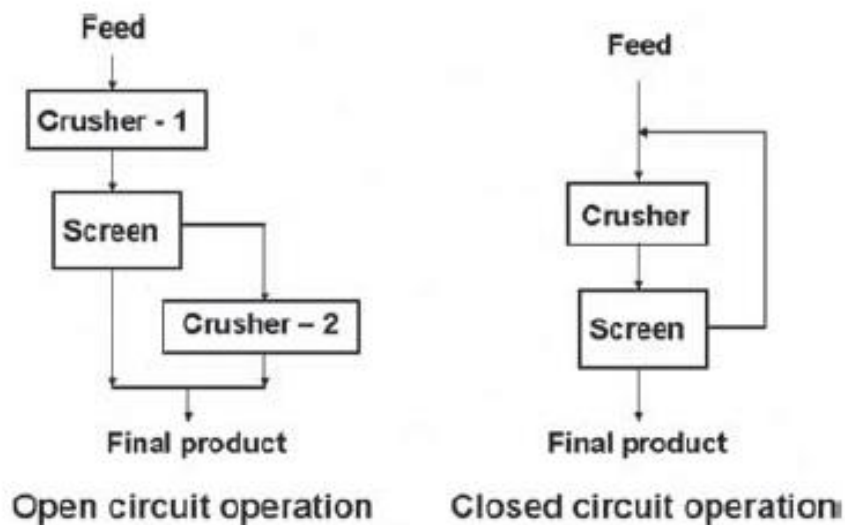 Feed
Crusher - 1
Screen
Crusher – 2
Final product
Open circuit operation
Feed
Crusher
Screen
Final product
Closed circuit operation